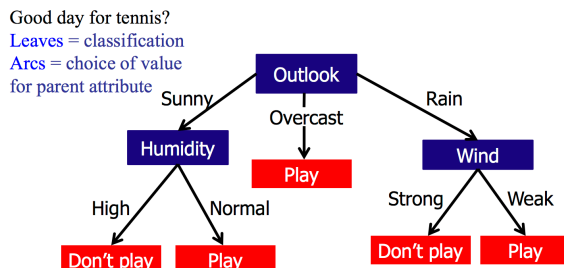 Good day for tennis?
Leaves = classification
Arcs = choice of value
for parent attribute
Outlook
Sunny
Overcast
Rain
Humidity
Play
Wind
High
Normal
Strong
Weak
Don't play
Play
Don't play
Play